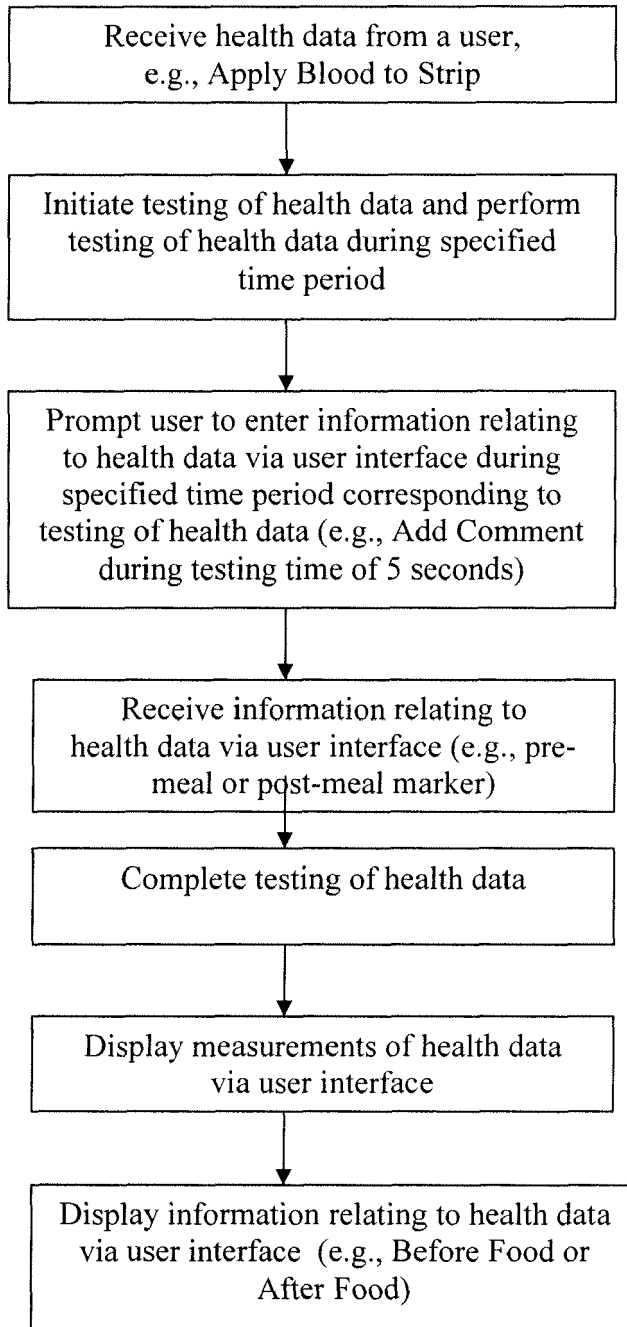 Receive health data from a user,
e.g., Apply Blood to Strip
Initiate testing of health data and perform
testing of health data during specified
time period
Prompt user to enter information relating
to health data via user interface during
specified time period corresponding to
testing of health data (e.g., Add Comment
during testing time of 5 seconds)
Receive information relating to
health data via user interface (e.g., pre-
meal or post-meal marker)
Complete testing of health data
Display measurements of health data
via user interface
Display information relating to health data
via user interface (e.g., Before Food or
After Food)